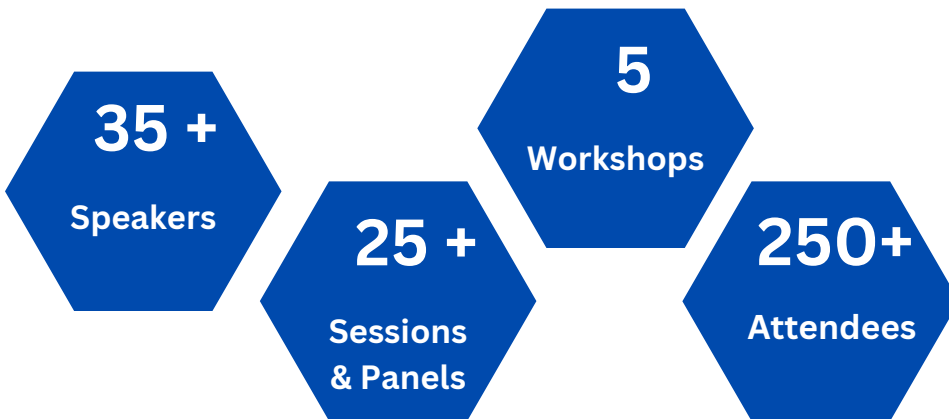 35 +
Speakers
25 +
Sessions
& Panels
5
Workshops
250+
Attendees